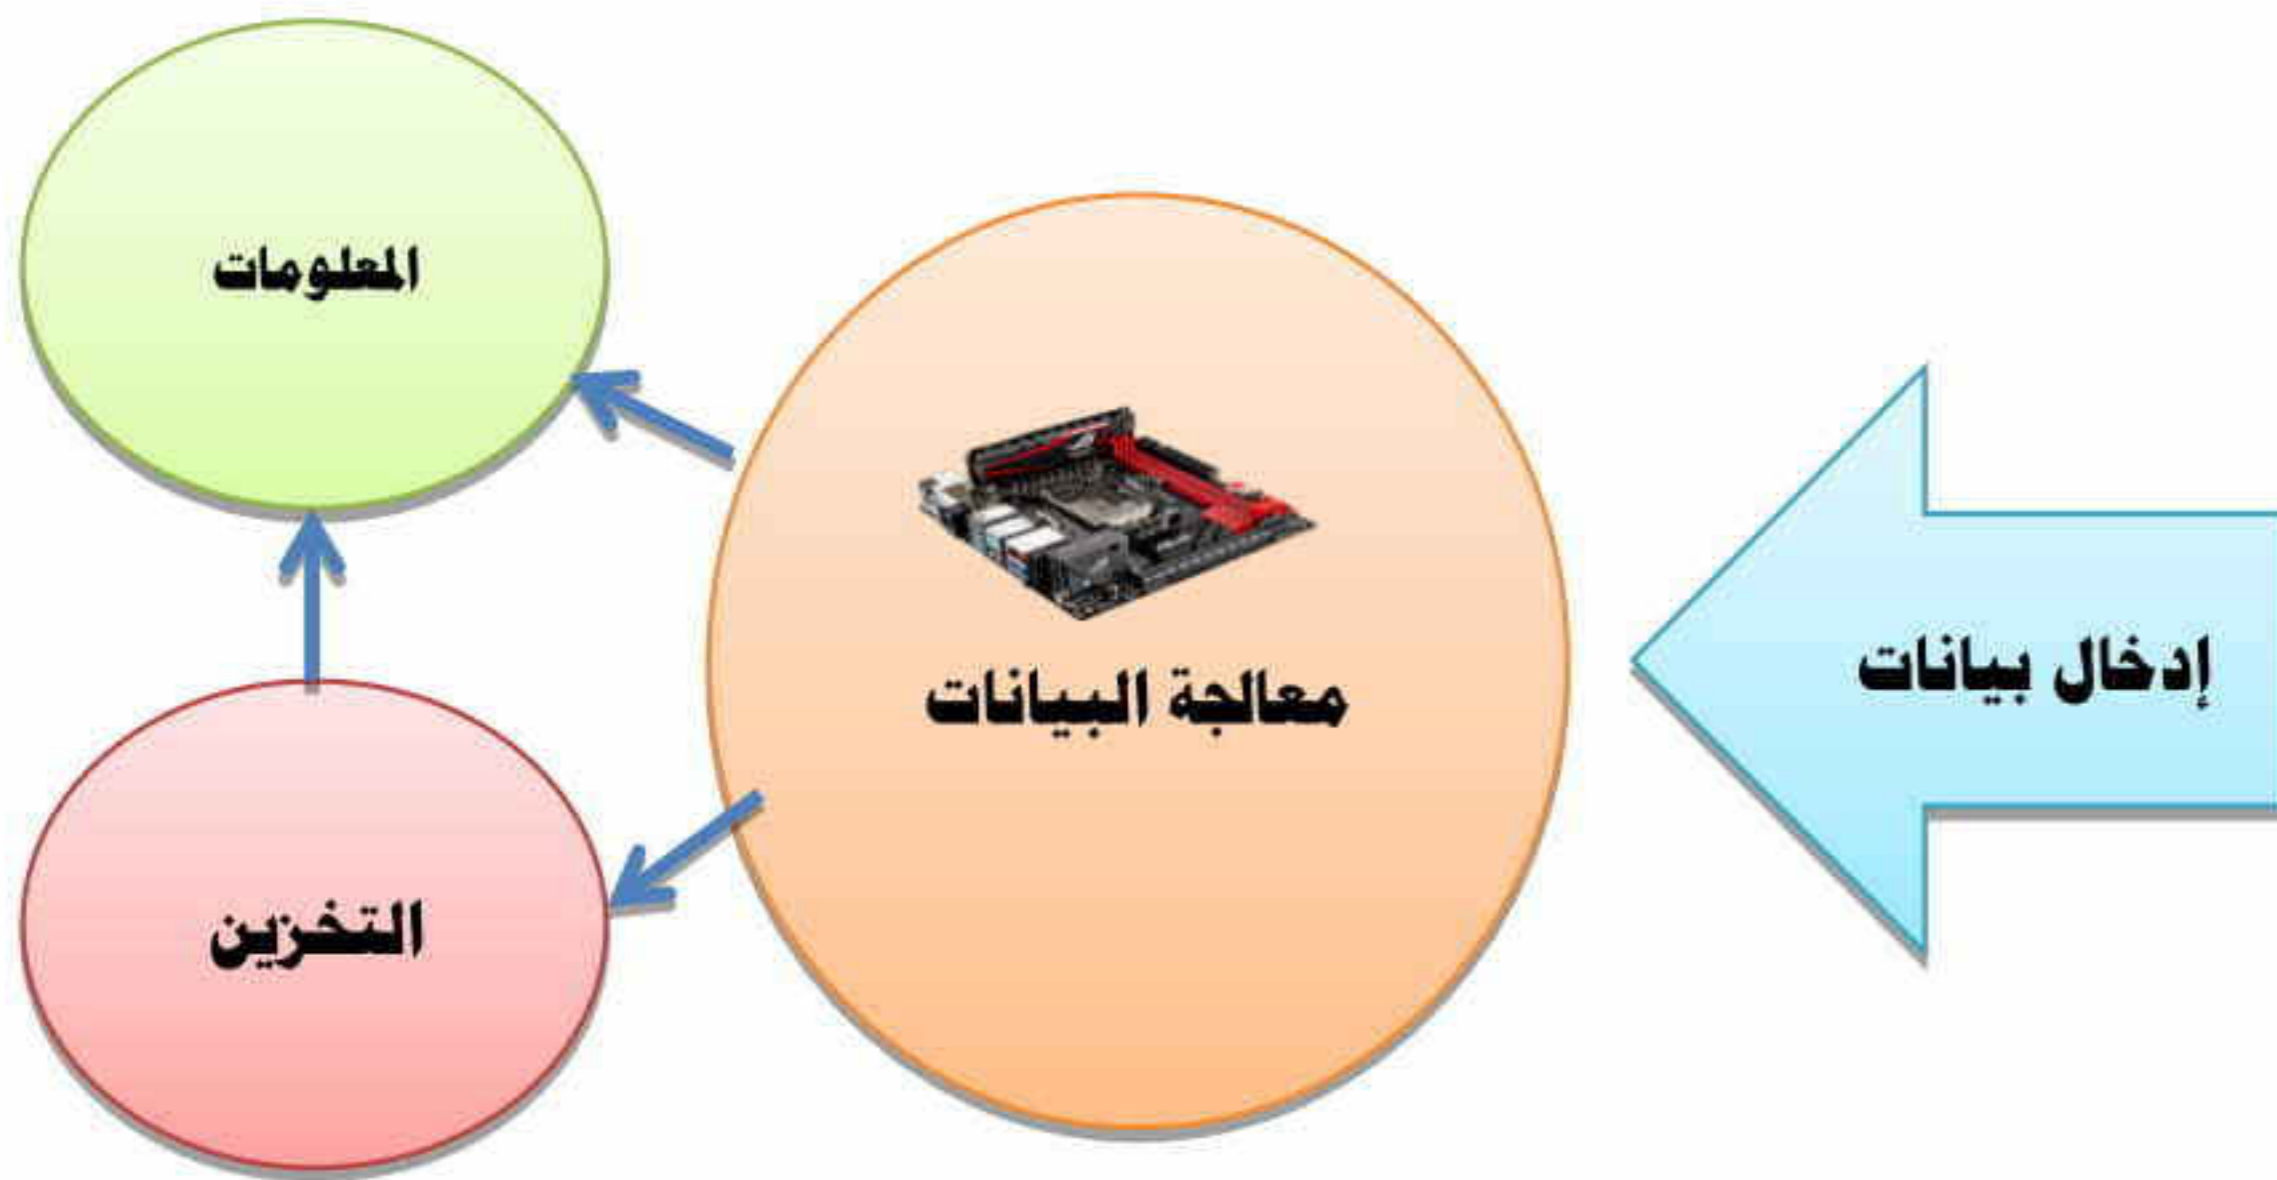 إدخال بيانات
معالجة البيانات
المعلومات
التخزين